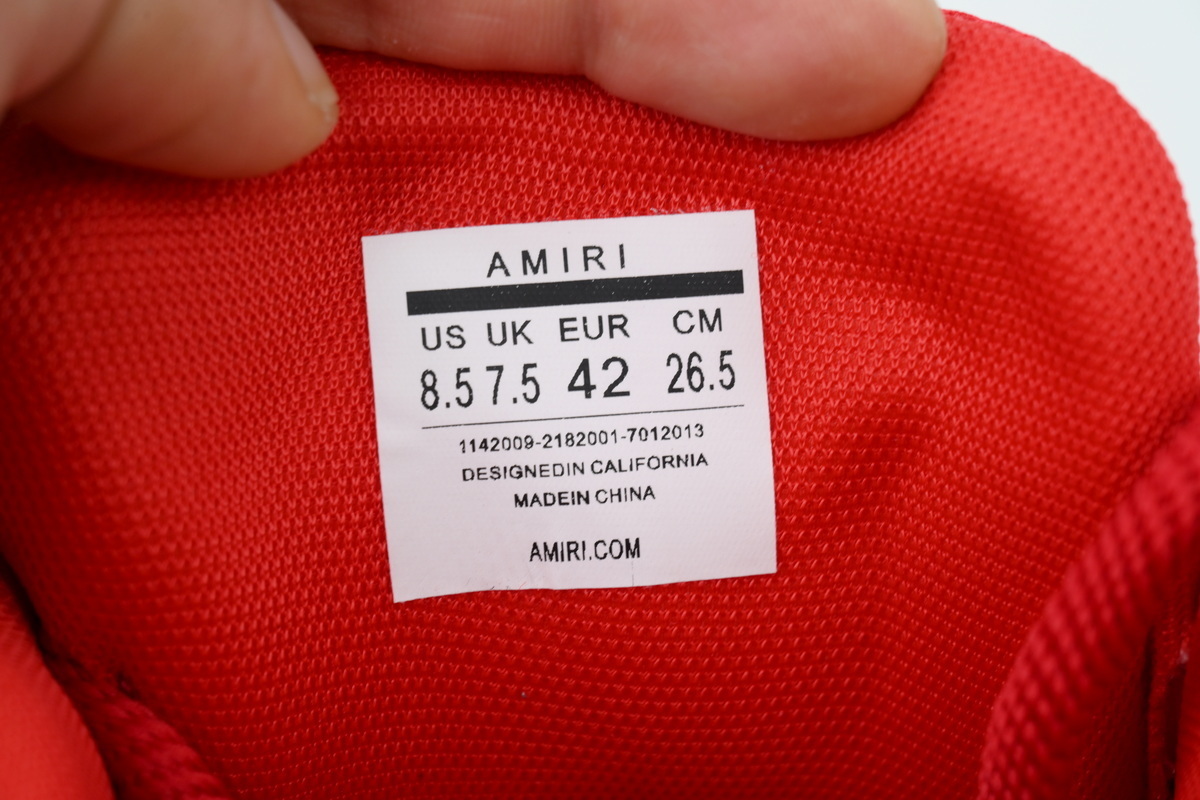 AMIRI
US UK EUR CM
8.5 7.5 42 26.5
1142009-2182001-7012013
DESIGNEDIN CALIFORNIA
MADEIN CHINA
AMIRI.COM